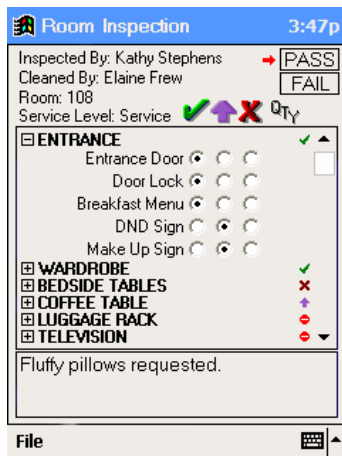 Room Inspection 3:47p
Inspected By: Kathy Stephens PASS
Cleaned By: Elaine Frew FAIL
Room: 108
Service Level: Service QTY
ENTRANCE
Entrance Door
Door Lock
Breakfast Menu
DND Sign
Make Up Sign
WARDROBE
BEDSIDE TABLES
COFFEE TABLE
LUGGAGE RACK
TELEVISION
Fluffy pillows requested.
File